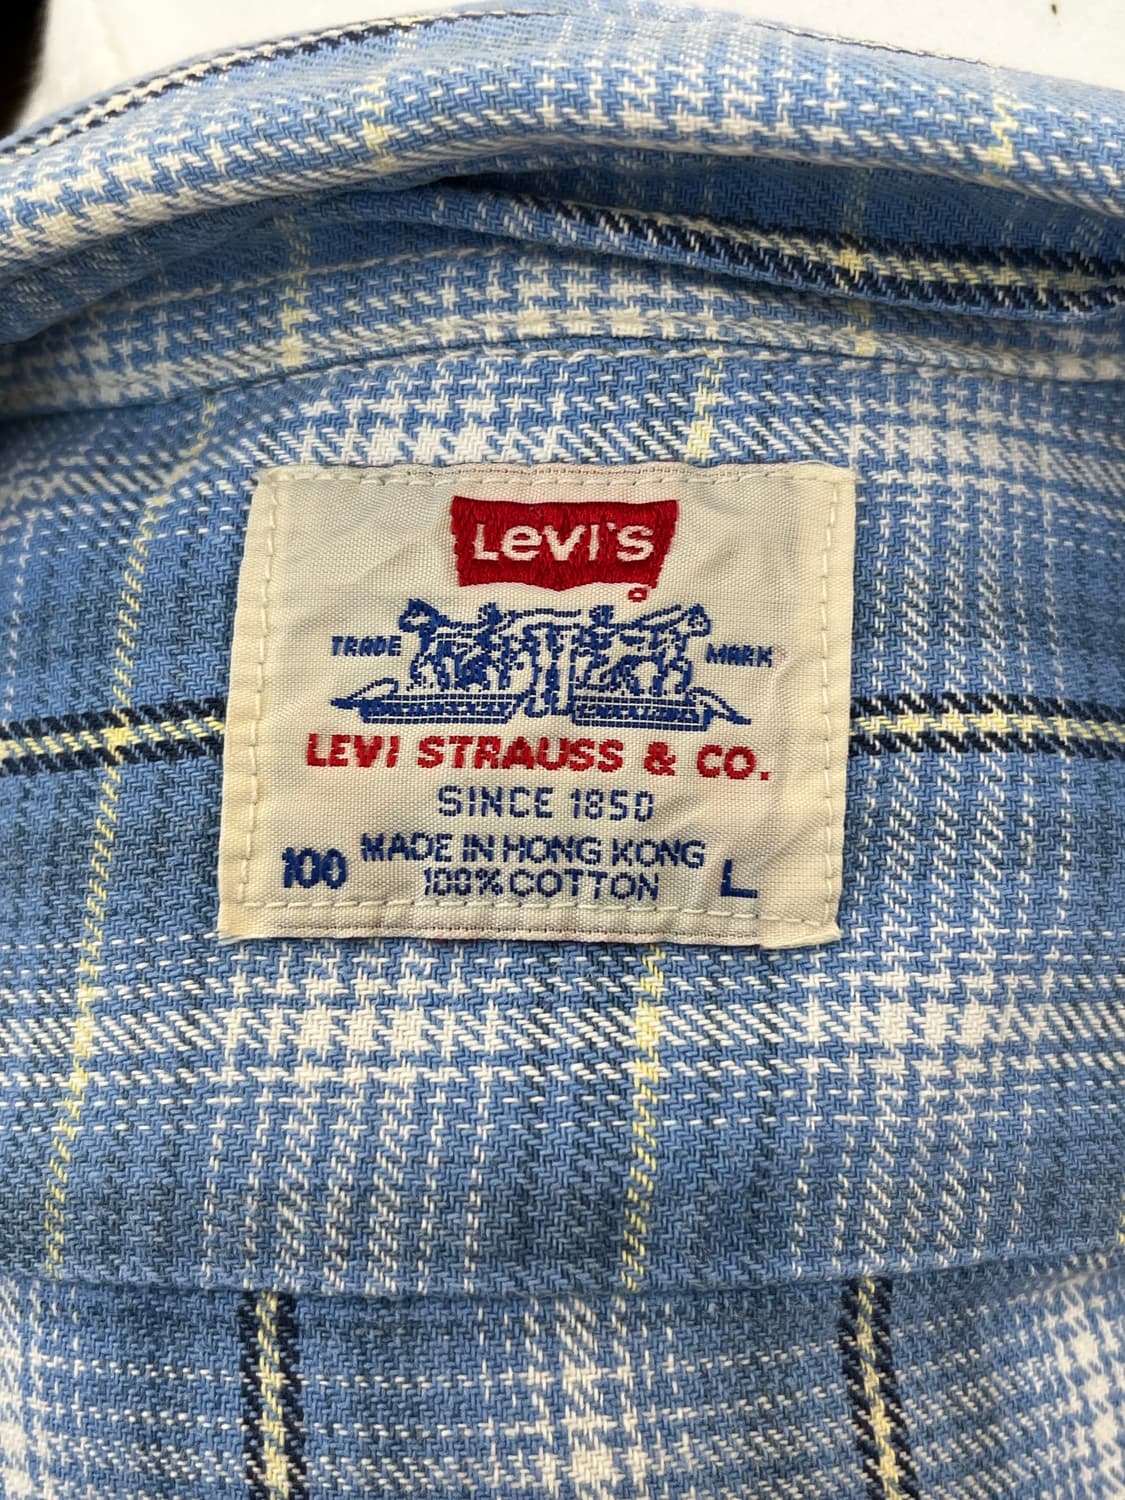 Levi's
TRADE MARK
LEVI STRAUSS & CO.
SINCE 1850
MADE IN HONG KONG
100 100% COTTON L